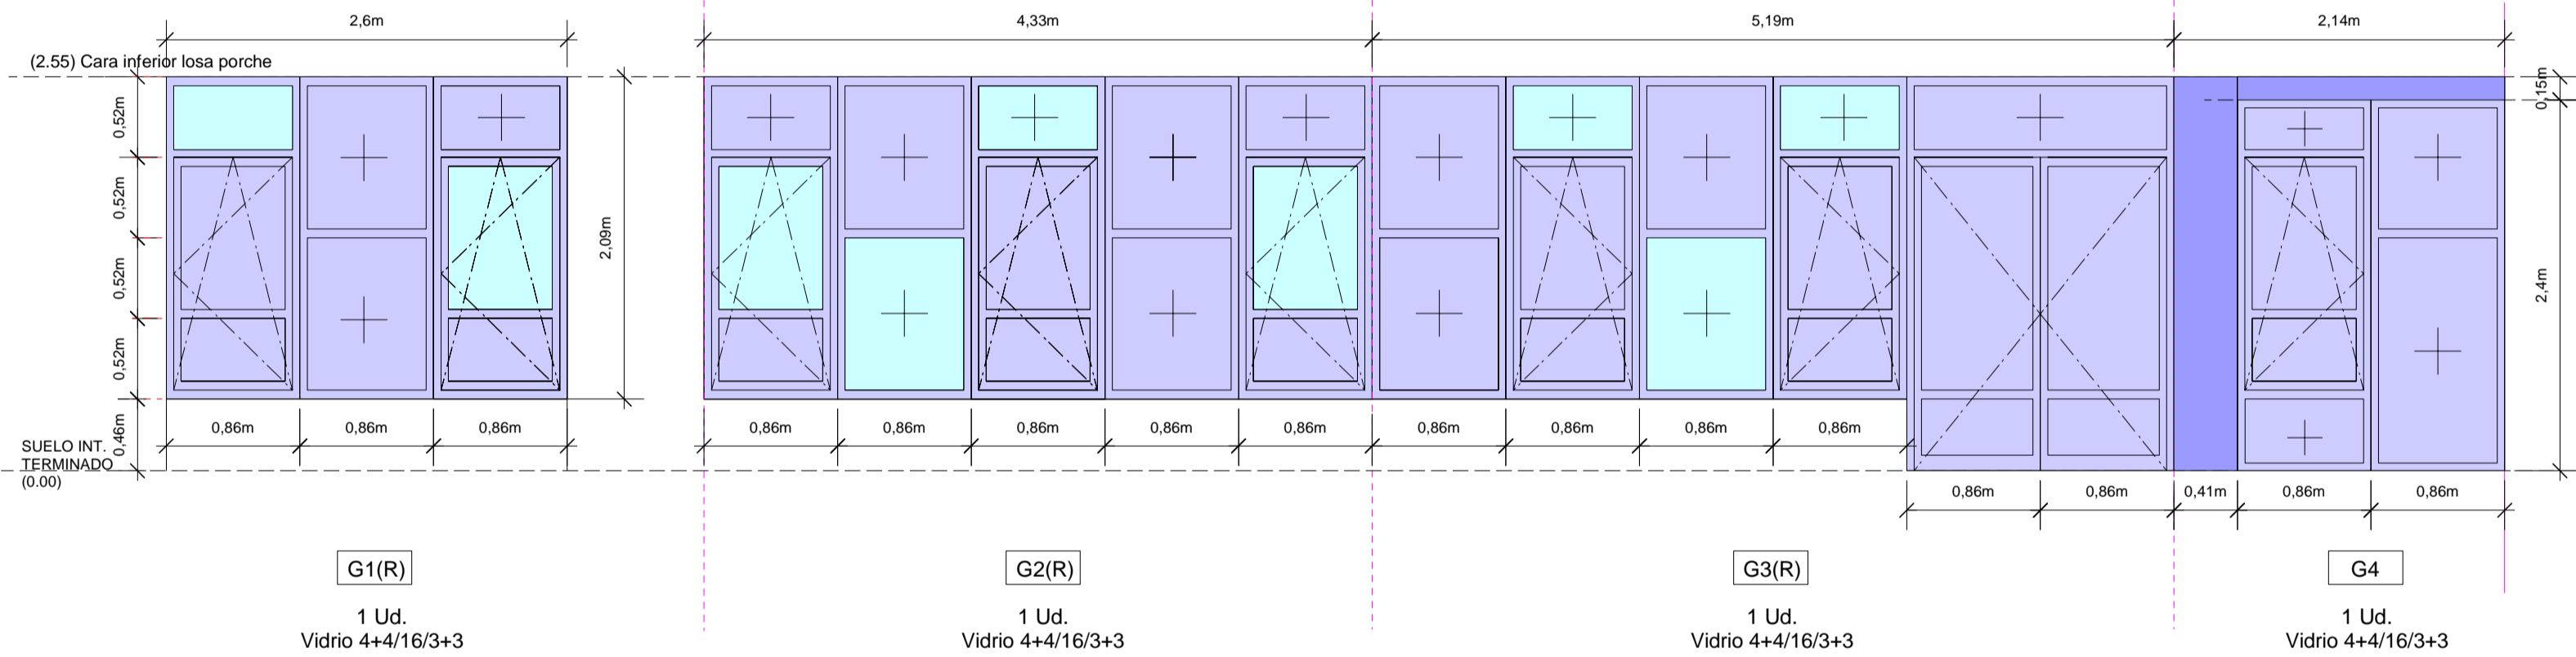 2,6m
4,33m
5,19m
2,14m
(2.55) Cara inferior losa porche
0,15m
0,52m
0,52m
0,52m
0,52m
0,46m
2,09m
2,4m
0,86m
0,86m
0,86m
0,86m
0,86m
0,86m
0,86m
0,86m
0,86m
0,86m
0,86m
0,86m
SUELO INT.
TERMINADO
(0.00)
0,86m
0,86m
0,41m
0,86m
0,86m
G1(R)
G2(R)
G3(R)
G4
1 Ud.
Vidrio 4+4/16/3+3
1 Ud.
Vidrio 4+4/16/3+3
1 Ud.
Vidrio 4+4/16/3+3
1 Ud.
Vidrio 4+4/16/3+3